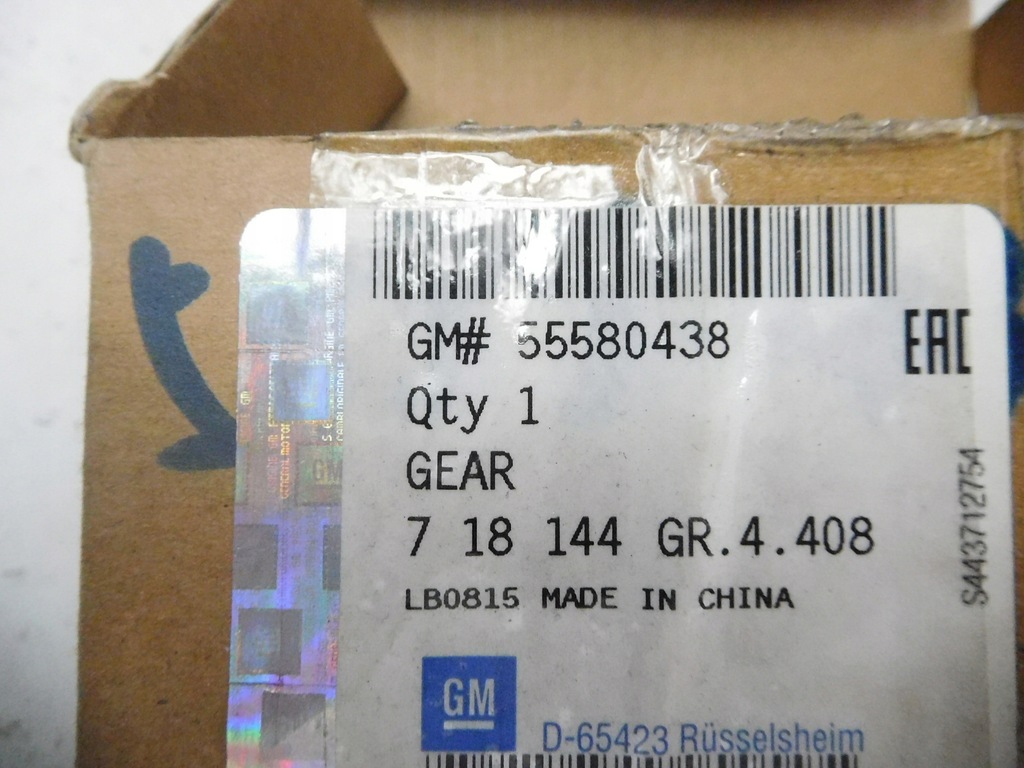 GM# 55580438
EAC
Qty 1
GEAR
7 18 144 GR.4.408
LB0815 MADE IN CHINA
S443712754
GM
D-65423 Rüsselsheim